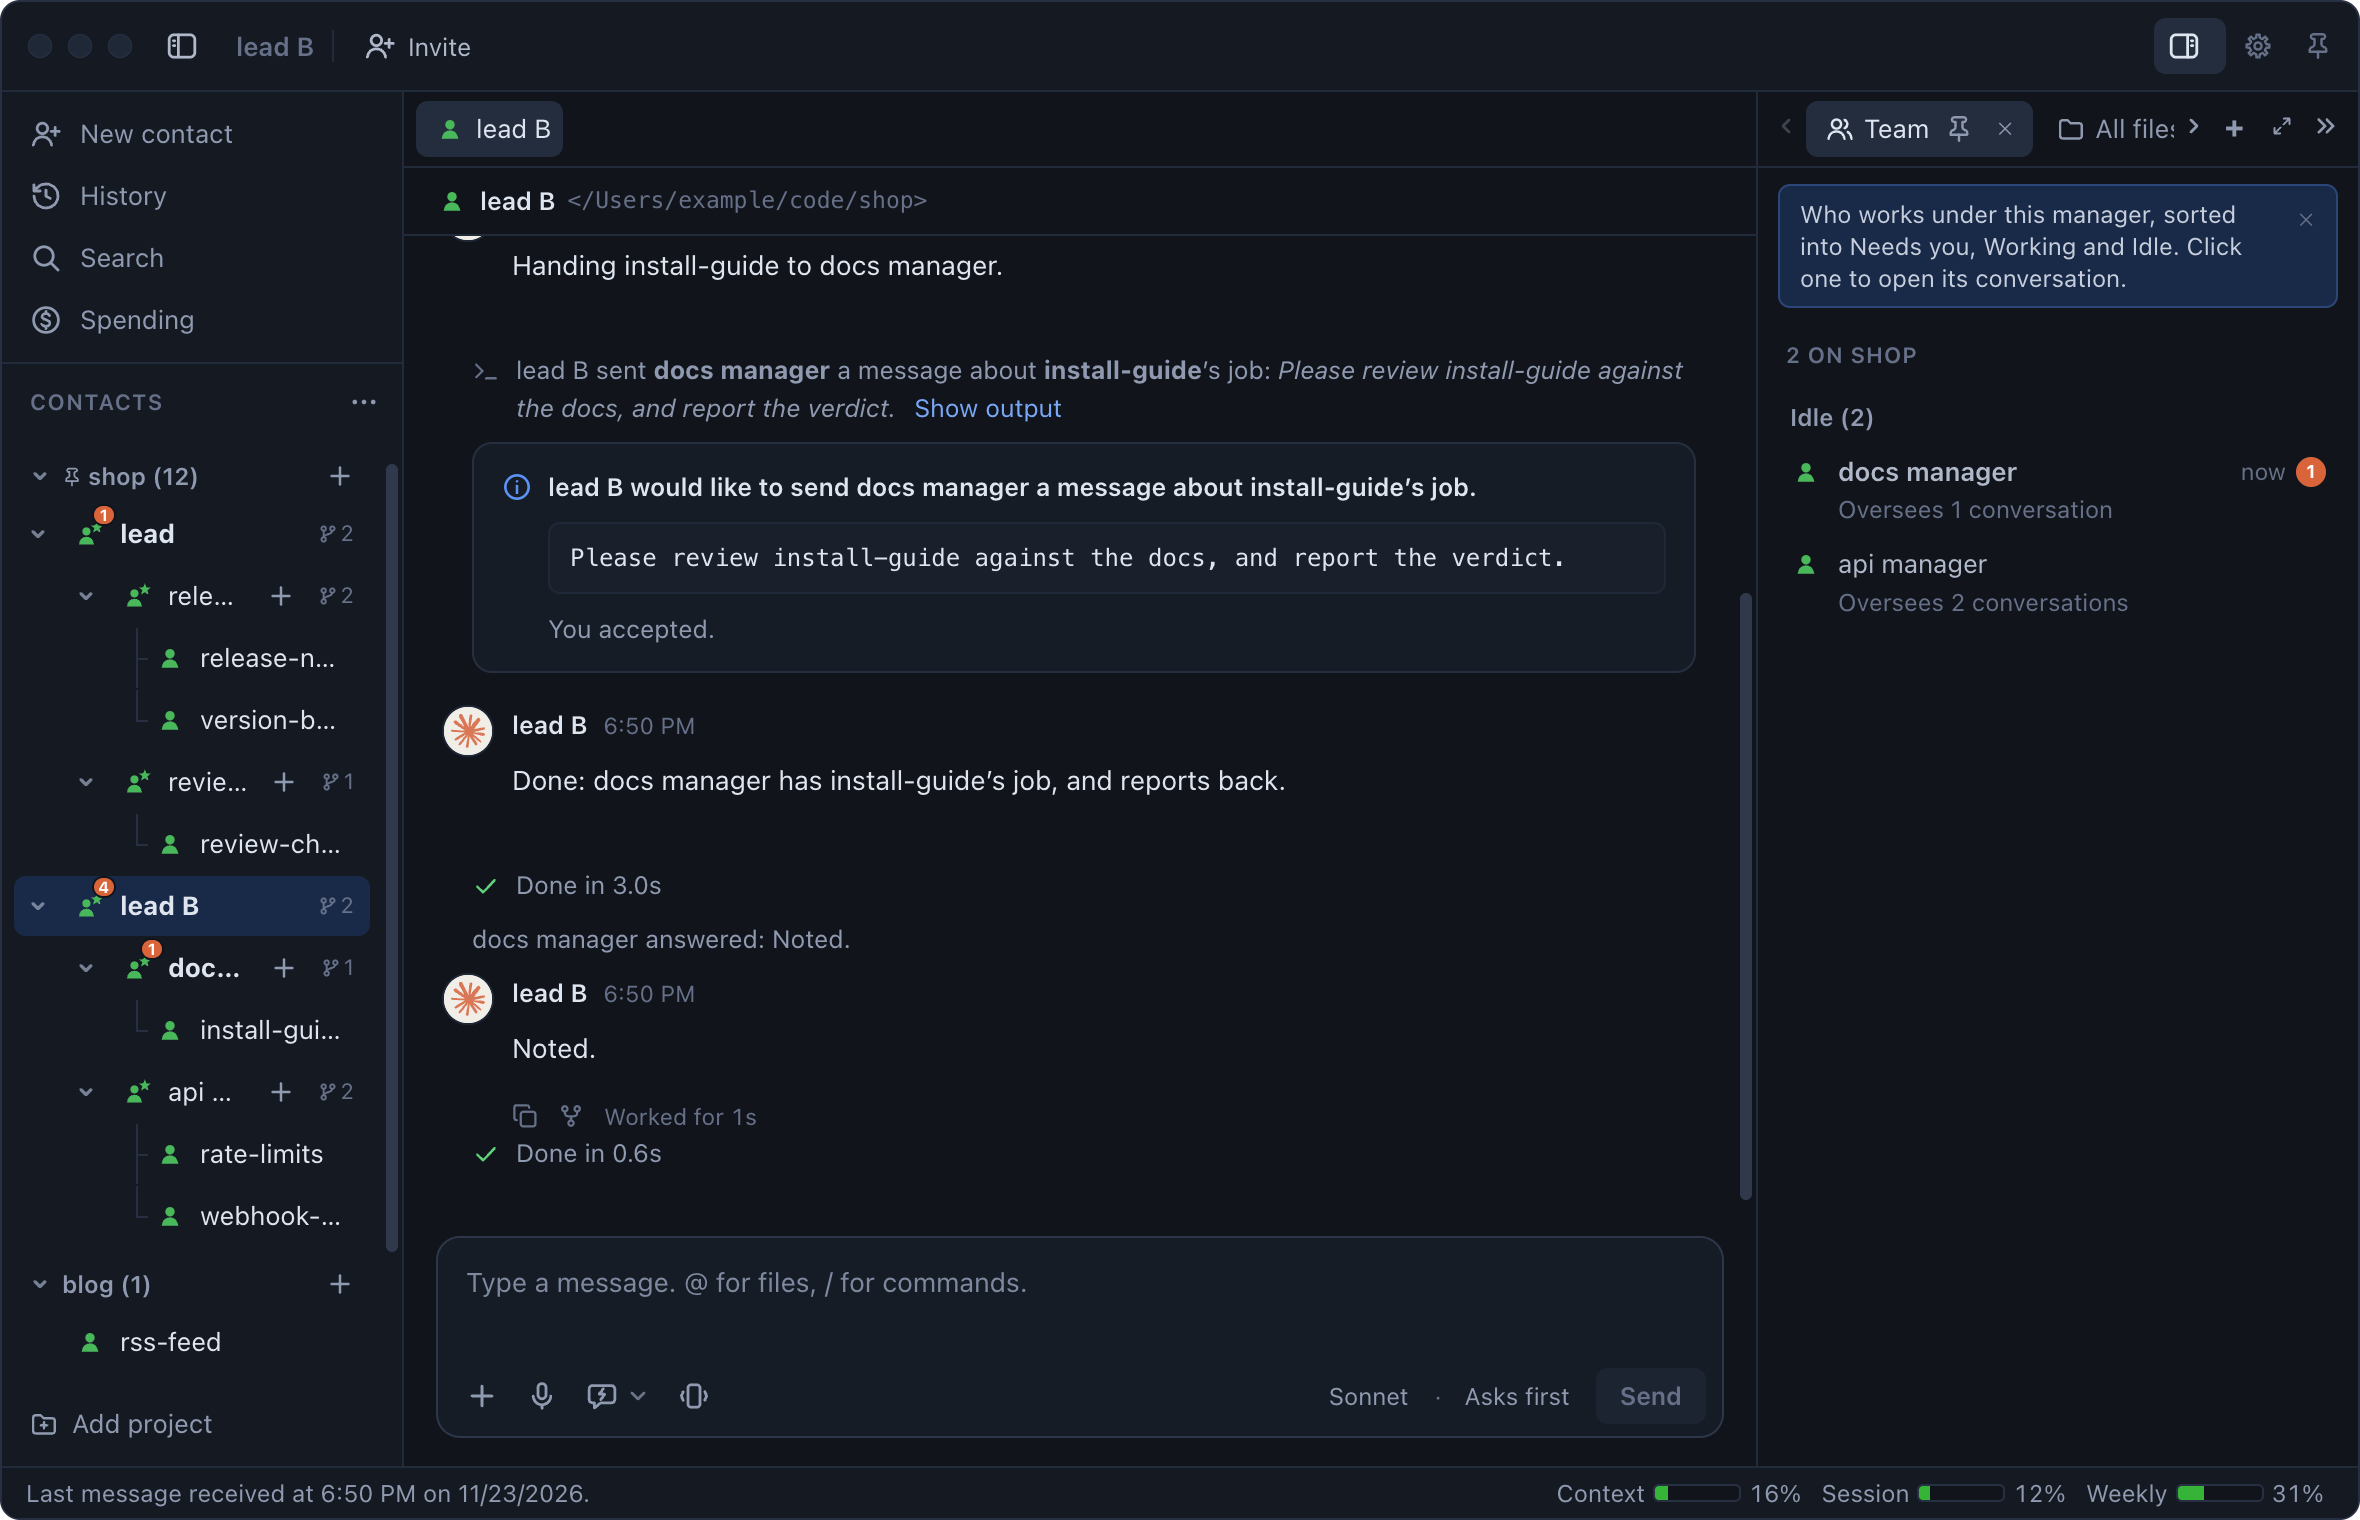 lead B
Invite
New contact
History
Search
Spending
CONTACTS
shop (12)
1
lead
2
rele...
2
release-n...
version-b...
revie...
1
review-ch...
4
lead B
2
1
doc...
1
install-gui...
api ...
2
rate-limits
webhook-...
blog (1)
rss-feed
Add project
lead B
lead B </Users/example/code/shop>
Handing install-guide to docs manager.
lead B sent docs manager a message about install-guide's job: Please review install-guide against
the docs, and report the verdict. Show output
lead B would like to send docs manager a message about install-guide's job.
Please review install-guide against the docs, and report the verdict.
You accepted.
lead B 6:50 PM
Done: docs manager has install-guide's job, and reports back.
Done in 3.0s
docs manager answered: Noted.
lead B 6:50 PM
Noted.
Worked for 1s
Done in 0.6s
Type a message. @ for files, / for commands.
Sonnet · Asks first
Send
Team
All files
Who works under this manager, sorted
into Needs you, Working and Idle. Click
one to open its conversation.
2 ON SHOP
Idle (2)
docs manager
now 1
Oversees 1 conversation
api manager
Oversees 2 conversations
Last message received at 6:50 PM on 11/23/2026.
Context 16% Session 12% Weekly 31%